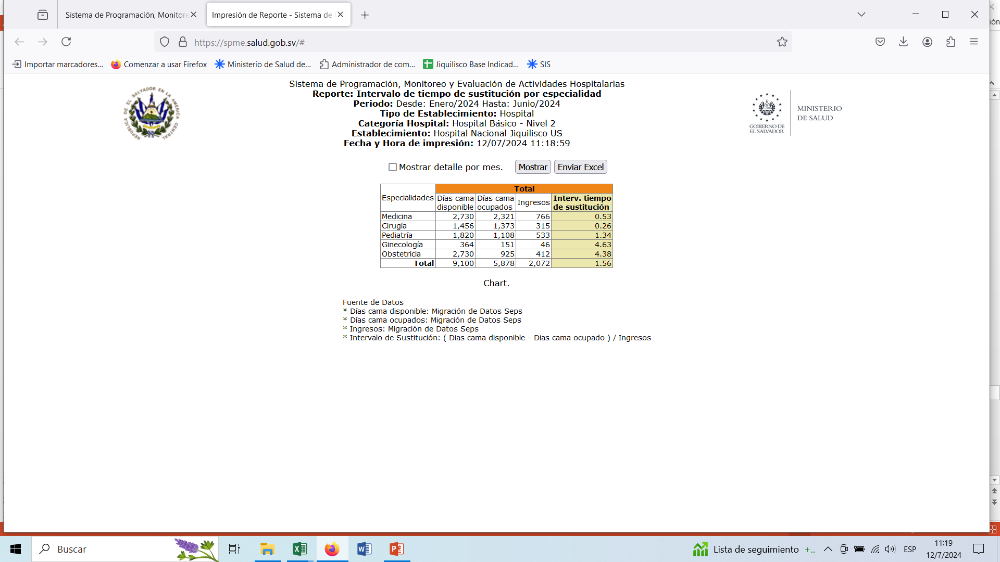 Sistema de Programación, Monitore
Impresión de Reporte - Sistema de
ión
https://spme.salud.gob.sv/#
Importar marcadores...
Comenzar a usar Firefox
Ministerio de Salud de...
Administrador de com...
Jiquilisco Base Indicad...
SIS
REPUBLICA DE EL SALVADOR EN LA AMERICA CENTRAL
Sistema de Programación, Monitoreo y Evaluación de Actividades Hospitalarias
Reporte: Intervalo de tiempo de sustitución por especialidad
Periodo: Desde: Enero/2024 Hasta: Junio/2024
Tipo de Establecimiento: Hospital
Categoría Hospital: Hospital Básico - Nivel 2
Establecimiento: Hospital Nacional Jiquilisco US
Fecha y Hora de impresión: 12/07/2024 11:18:59
GOBIERNO DE
EL SALVADOR
MINISTERIO
DE SALUD
Mostrar detalle por mes.
Mostrar
Enviar Excel
Especialidades
Total
Días cama disponible
Días cama ocupados
Ingresos
Interv. tiempo de sustitución
Medicina 2,730 2,321 766 0.53
Cirugía 1,456 1,373 315 0.26
Pediatría 1,820 1,108 533 1.34
Ginecología 364 151 46 4.63
Obstetricia 2,730 925 412 4.38
Total 9,100 5,878 2,072 1.56
Chart.
Fuente de Datos
* Días cama disponible: Migración de Datos Seps
* Días cama ocupados: Migración de Datos Seps
* Ingresos: Migración de Datos Seps
* Intervalo de Sustitución: ( Dias cama disponible - Dias cama ocupado ) / Ingresos
Buscar
Lista de seguimiento +..
ESP
11:19
12/7/2024